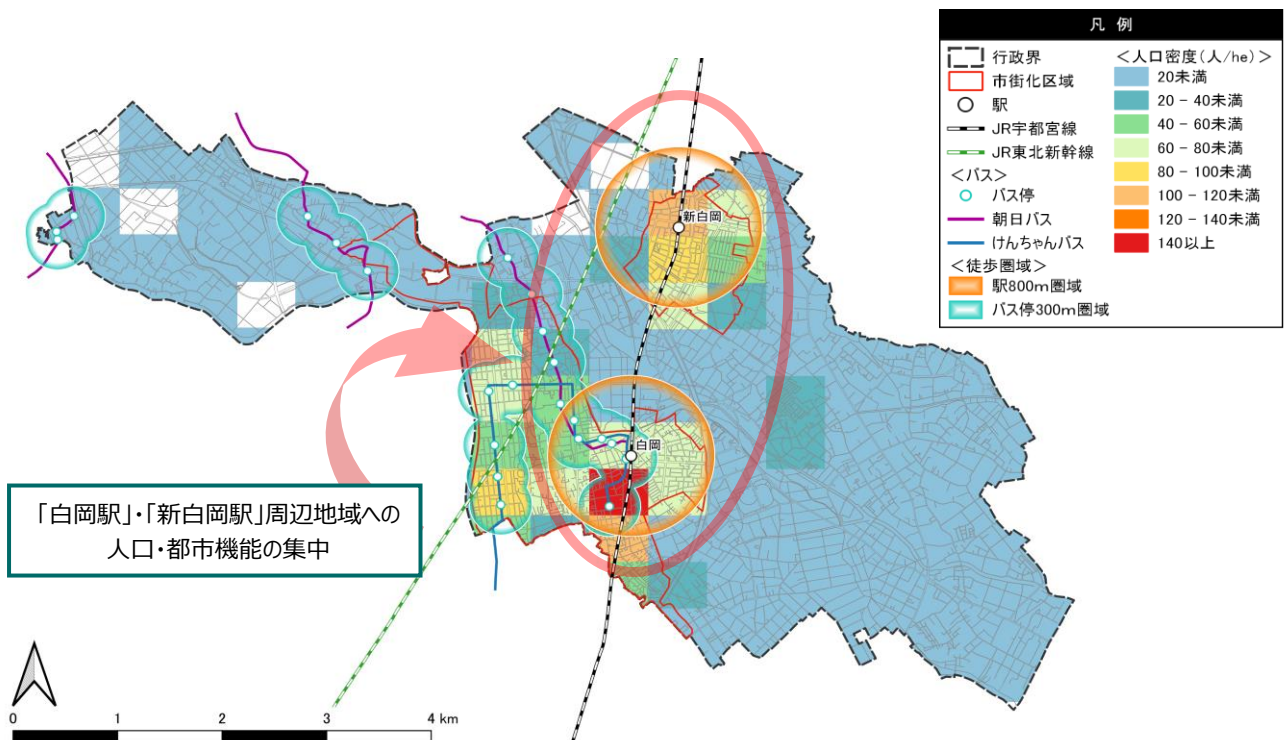 凡 例
行政界
市街化区域
駅
JR宇都宮線
JR東北新幹線
<バス>
バス停
朝日バス
けんちゃんバス
<徒歩圏域>
駅800m圏域
バス停300m圏域
<人口密度(人/he)>
20未満
20 - 40未満
40 - 60未満
60 - 80未満
80 - 100未満
100 - 120未満
120 - 140未満
140以上
新白岡
白岡
「白岡駅」・「新白岡駅」周辺地域への
人口・都市機能の集中
0 1 2 3 4 km